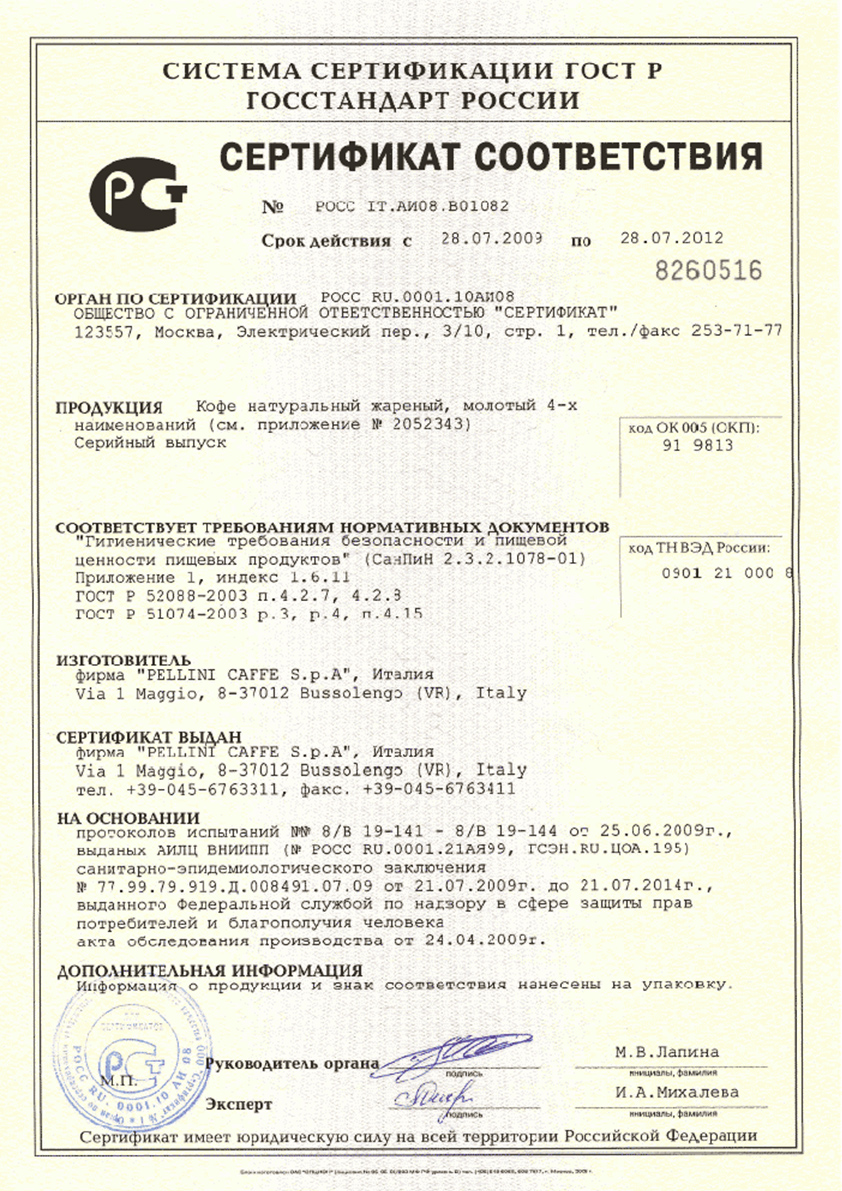 СИСТЕМА СЕРТИФИКАЦИИ ГОСТ Р
ГОССТАНДАРТ РОССИИ
СЕРТИФИКАТ СООТВЕТСТВИЯ
№ РОСС IT.АИ08.В01082
Срок действия с 28.07.2009 по 28.07.2012
8260516
ОРГАН ПО СЕРТИФИКАЦИИ РОСС RU.0001.10АИ08
ОБЩЕСТВО С ОГРАНИЧЕННОЙ ОТВЕТСТВЕННОСТЬЮ "СЕРТИФИКАТ"
123557, Москва, Электрический пер., 3/10, стр. 1, тел./факс 253-71-77
ПРОДУКЦИЯ Кофе натуральный жареный, молотый 4-х
наименований (см. приложение № 2052343)
Серийный выпуск
код ОК 005 (ОКП):
91 9813
СООТВЕТСТВУЕТ ТРЕБОВАНИЯМ НОРМАТИВНЫХ ДОКУМЕНТОВ
"Гигиенические требования безопасности и пищевой
ценности пищевых продуктов" (СанПиН 2.3.2.1078-01)
Приложение 1, индекс 1.6.11
ГОСТ Р 52088-2003 п.4.2.7, 4.2.8
ГОСТ Р 51074-2003 р.3, р.4, п.4.15
код ТН ВЭД России:
0901 21 000 8
ИЗГОТОВИТЕЛЬ
фирма "PELLINI CAFFE S.p.A", Италия
Via 1 Maggio, 8-37012 Bussolengo (VR), Italy
СЕРТИФИКАТ ВЫДАН
фирма "PELLINI CAFFE S.p.A", Италия
Via 1 Maggio, 8-37012 Bussolengo (VR), Italy
тел. +39-045-6763311, факс. +39-045-6763411
НА ОСНОВАНИИ
протоколов испытаний №№ 8/В 19-141 - 8/В 19-144 от 25.06.2009г.,
выданых АИЛЦ ВНИИПП (№ РОСС RU.0001.21АЯ99, ГСЭН.RU.ЦОА.195)
санитарно-эпидемиологического заключения
№ 77.99.79.919.Д.008491.07.09 от 21.07.2009г. до 21.07.2014г.,
выданного Федеральной службой по надзору в сфере защиты прав
потребителей и благополучия человека
акта обследования производства от 24.04.2009г.
ДОПОЛНИТЕЛЬНАЯ ИНФОРМАЦИЯ
Информация о продукции и знак соответствия нанесены на упаковку.
РОСС RU. 0001.10 АИ 08
М.П.
Руководитель органа
подпись
М.В.Лапина
инициалы, фамилия
Эксперт
подпись
И.А.Михалева
инициалы, фамилия
Сертификат имеет юридическую силу на всей территории Российской Федерации